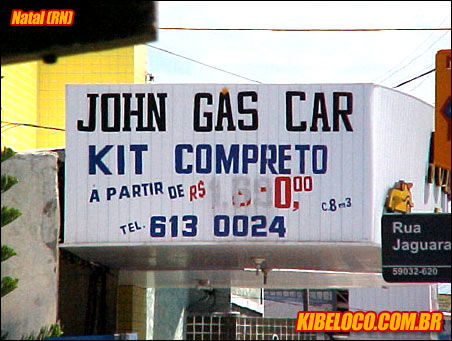 Natal (RN)
JOHN GAS CAR
KIT COMPRETO
A PARTIR DE R$
C.8m3
TEL. 613 0024
Rua
Jaguara
59032-620
KIBELOCO.COM.BR